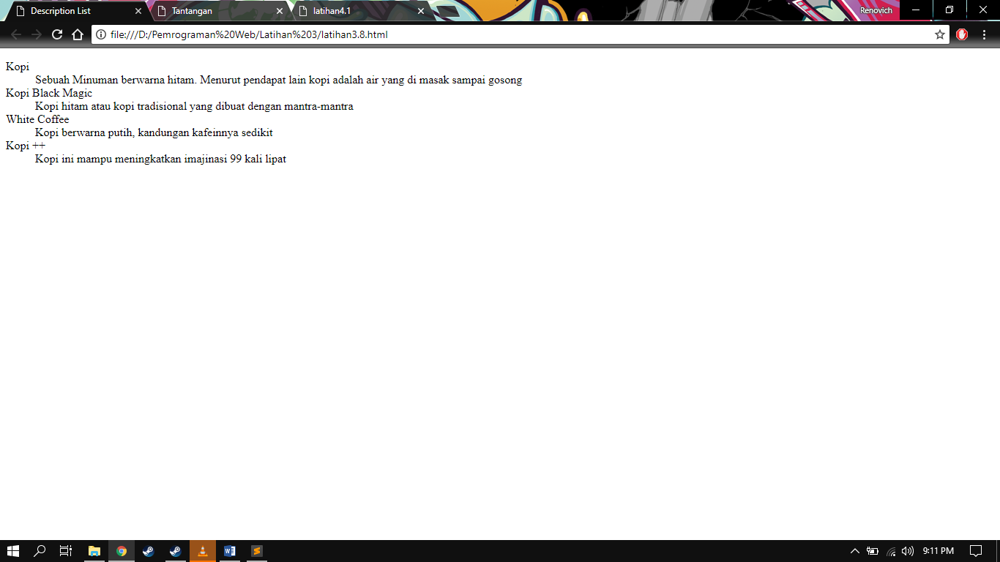 Description List
Tantangan
latihan4.1
Renovich
file:///D:/Pemrograman%20Web/Latihan%203/latihan3.8.html
Kopi
Sebuah Minuman berwarna hitam. Menurut pendapat lain kopi adalah air yang di masak sampai gosong
Kopi Black Magic
Kopi hitam atau kopi tradisional yang dibuat dengan mantra-mantra
White Coffee
Kopi berwarna putih, kandungan kafeinnya sedikit
Kopi ++
Kopi ini mampu meningkatkan imajinasi 99 kali lipat
9:11 PM